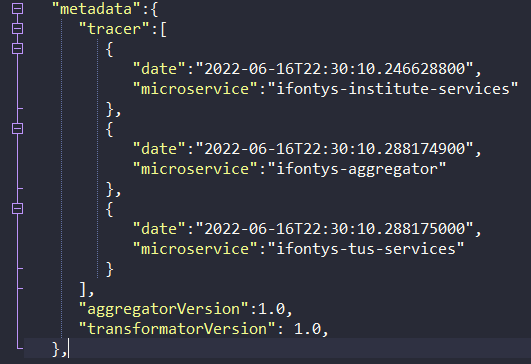 "metadata":{
"tracer":[
{
"date":"2022-06-16T22:30:10.246628800",
"microservice":"ifontys-institute-services"
},
{
"date":"2022-06-16T22:30:10.288174900",
"microservice":"ifontys-aggregator"
},
{
"date":"2022-06-16T22:30:10.288175000",
"microservice":"ifontys-tus-services"
}
],
"aggregatorVersion":1.0,
"transformatorVersion": 1.0,
},